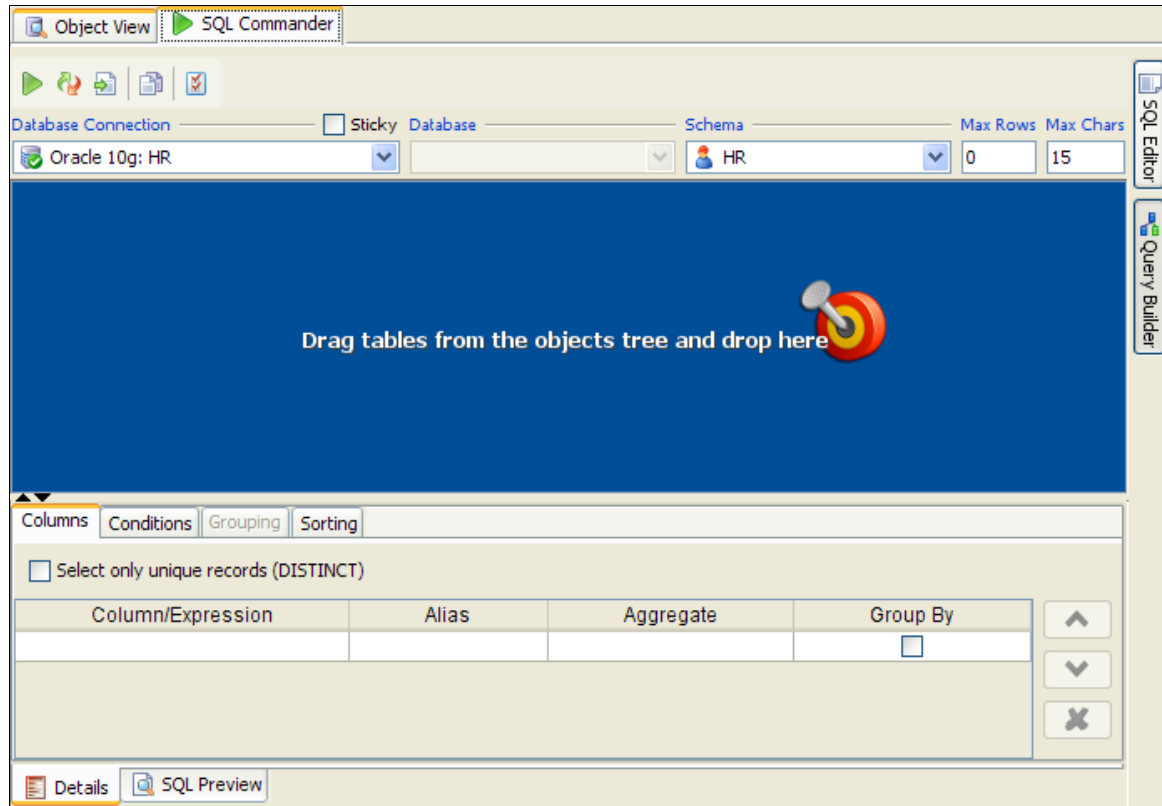 Object View SQL Commander
Database Connection Sticky Database Schema Max Rows Max Chars
Oracle 10g: HR HR 0 15
SQL Editor
Query Builder
Drag tables from the objects tree and drop here
Columns Conditions Grouping Sorting
Select only unique records (DISTINCT)
Column/Expression Alias Aggregate Group By
Details SQL Preview